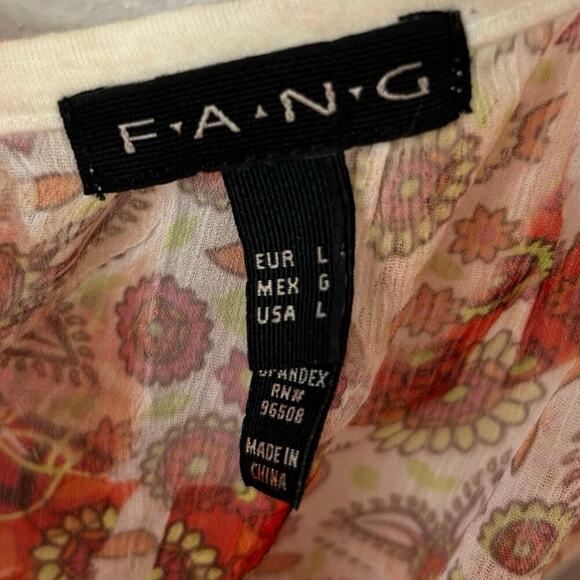 F·A·N·G
EUR L
MEX G
USA L
SPANDEX
RN#
96508
MADE IN
CHINA